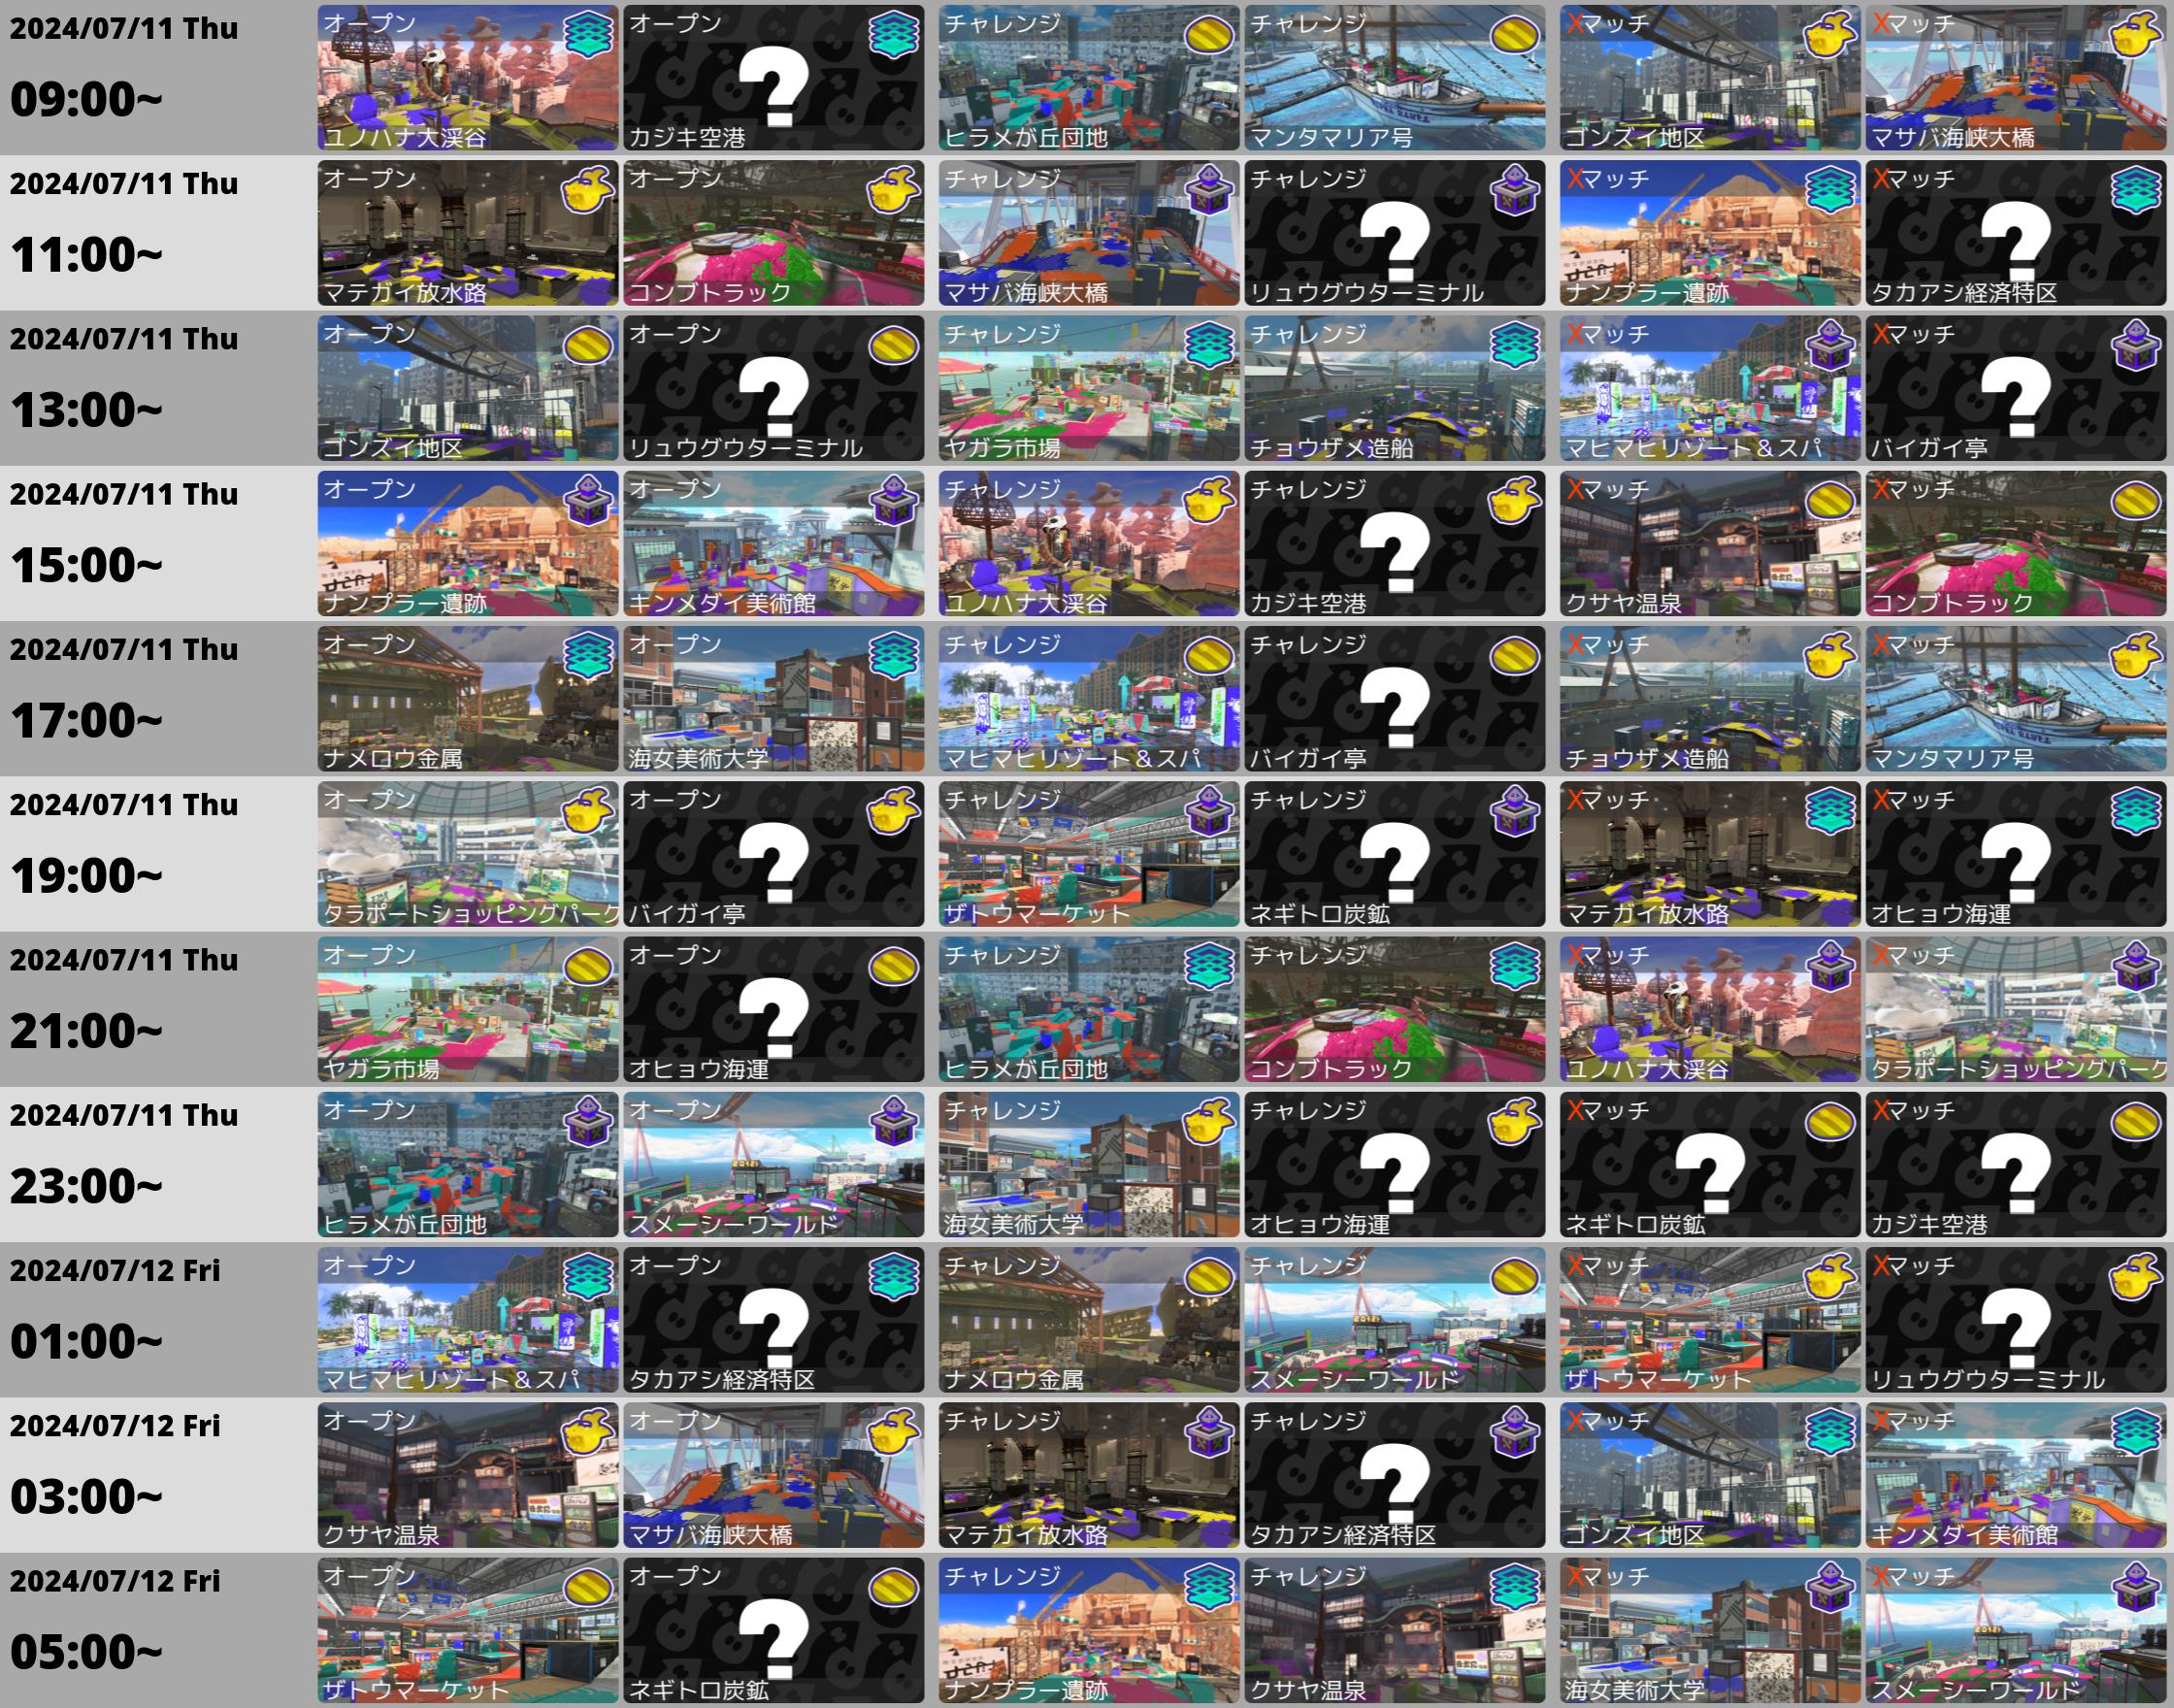 2024/07/11 Thu
09:00~
オープン
ユノハナ大渓谷
オープン
カジキ空港
チャレンジ
ヒラメが丘団地
チャレンジ
マンタマリア号
Xマッチ
ゴンズイ地区
Xマッチ
マサバ海峡大橋
2024/07/11 Thu
11:00~
オープン
マテガイ放水路
オープン
コンブトラック
チャレンジ
マサバ海峡大橋
チャレンジ
リュウグウターミナル
Xマッチ
ナンプラー遺跡
Xマッチ
タカアシ経済特区
2024/07/11 Thu
13:00~
オープン
ゴンズイ地区
オープン
リュウグウターミナル
チャレンジ
ヤガラ市場
チャレンジ
チョウザメ造船
Xマッチ
マヒマヒリゾート＆スパ
Xマッチ
バイガイ亭
2024/07/11 Thu
15:00~
オープン
ナンプラー遺跡
オープン
キンメダイ美術館
チャレンジ
ユノハナ大渓谷
チャレンジ
カジキ空港
Xマッチ
クサヤ温泉
Xマッチ
コンブトラック
2024/07/11 Thu
17:00~
オープン
ナメロウ金属
オープン
海女美術大学
チャレンジ
マヒマヒリゾート＆スパ
チャレンジ
バイガイ亭
Xマッチ
チョウザメ造船
Xマッチ
マンタマリア号
2024/07/11 Thu
19:00~
オープン
タラポートショッピングパーク
オープン
バイガイ亭
チャレンジ
ザトウマーケット
チャレンジ
ネギトロ炭鉱
Xマッチ
マテガイ放水路
Xマッチ
オヒョウ海運
2024/07/11 Thu
21:00~
オープン
ヤガラ市場
オープン
オヒョウ海運
チャレンジ
ヒラメが丘団地
チャレンジ
コンブトラック
Xマッチ
ユノハナ大渓谷
Xマッチ
タラポートショッピングパーク
2024/07/11 Thu
23:00~
オープン
ヒラメが丘団地
オープン
スメーシーワールド
チャレンジ
海女美術大学
チャレンジ
オヒョウ海運
Xマッチ
ネギトロ炭鉱
Xマッチ
カジキ空港
2024/07/12 Fri
01:00~
オープン
マヒマヒリゾート＆スパ
オープン
タカアシ経済特区
チャレンジ
ナメロウ金属
チャレンジ
スメーシーワールド
Xマッチ
ザトウマーケット
Xマッチ
リュウグウターミナル
2024/07/12 Fri
03:00~
オープン
クサヤ温泉
オープン
マサバ海峡大橋
チャレンジ
マテガイ放水路
チャレンジ
タカアシ経済特区
Xマッチ
ゴンズイ地区
Xマッチ
キンメダイ美術館
2024/07/12 Fri
05:00~
オープン
ザトウマーケット
オープン
ネギトロ炭鉱
チャレンジ
ナンプラー遺跡
チャレンジ
クサヤ温泉
Xマッチ
海女美術大学
Xマッチ
スメーシーワールド